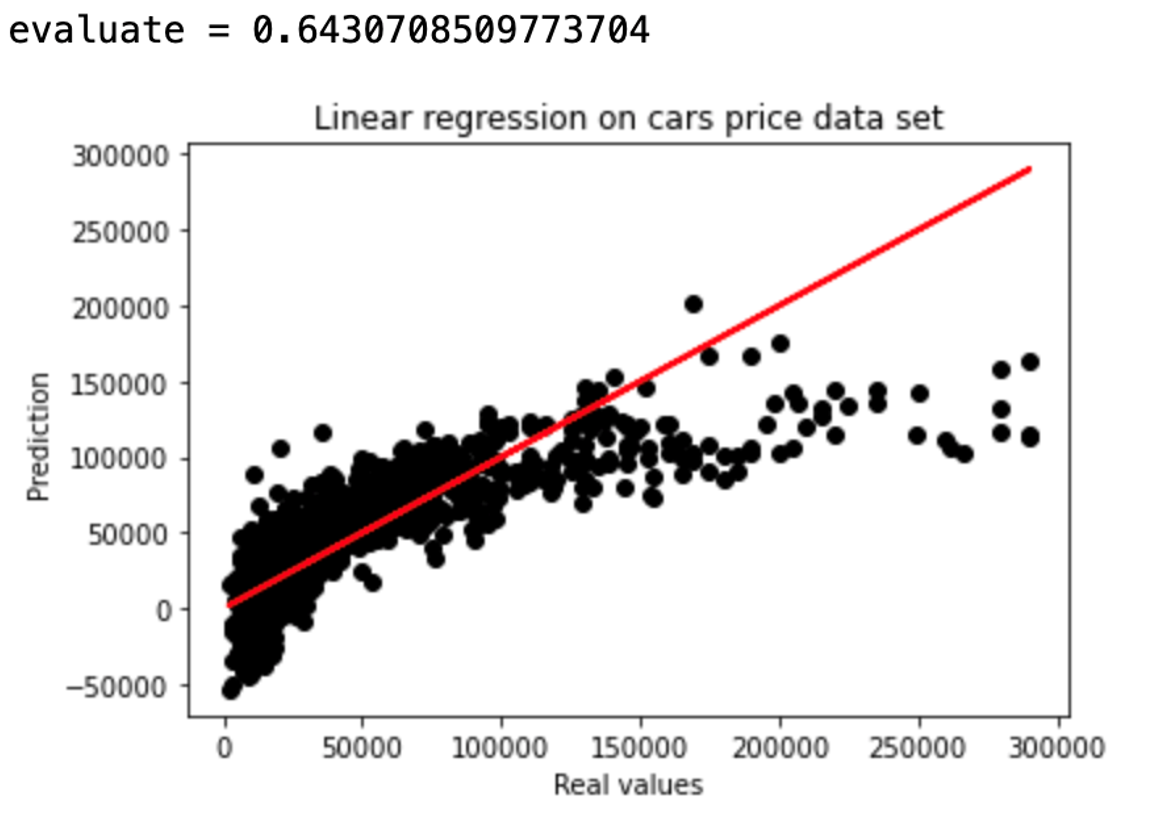 evaluate = 0.6430708509773704
Linear regression on cars price data set
300000
250000
200000
150000
100000
50000
0
−50000
Prediction
0 50000 100000 150000 200000 250000 300000
Real values